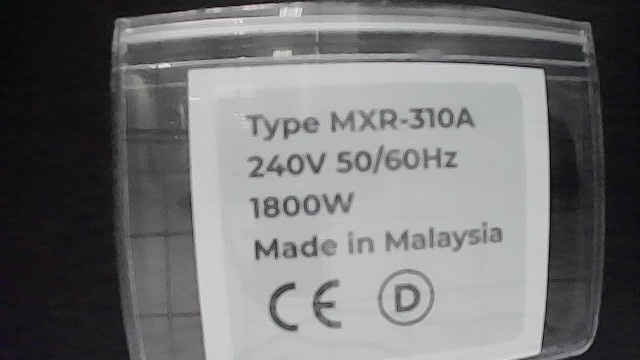 Type MXR-310A
240V 50/60Hz
1800W
Made in Malaysia
CE D